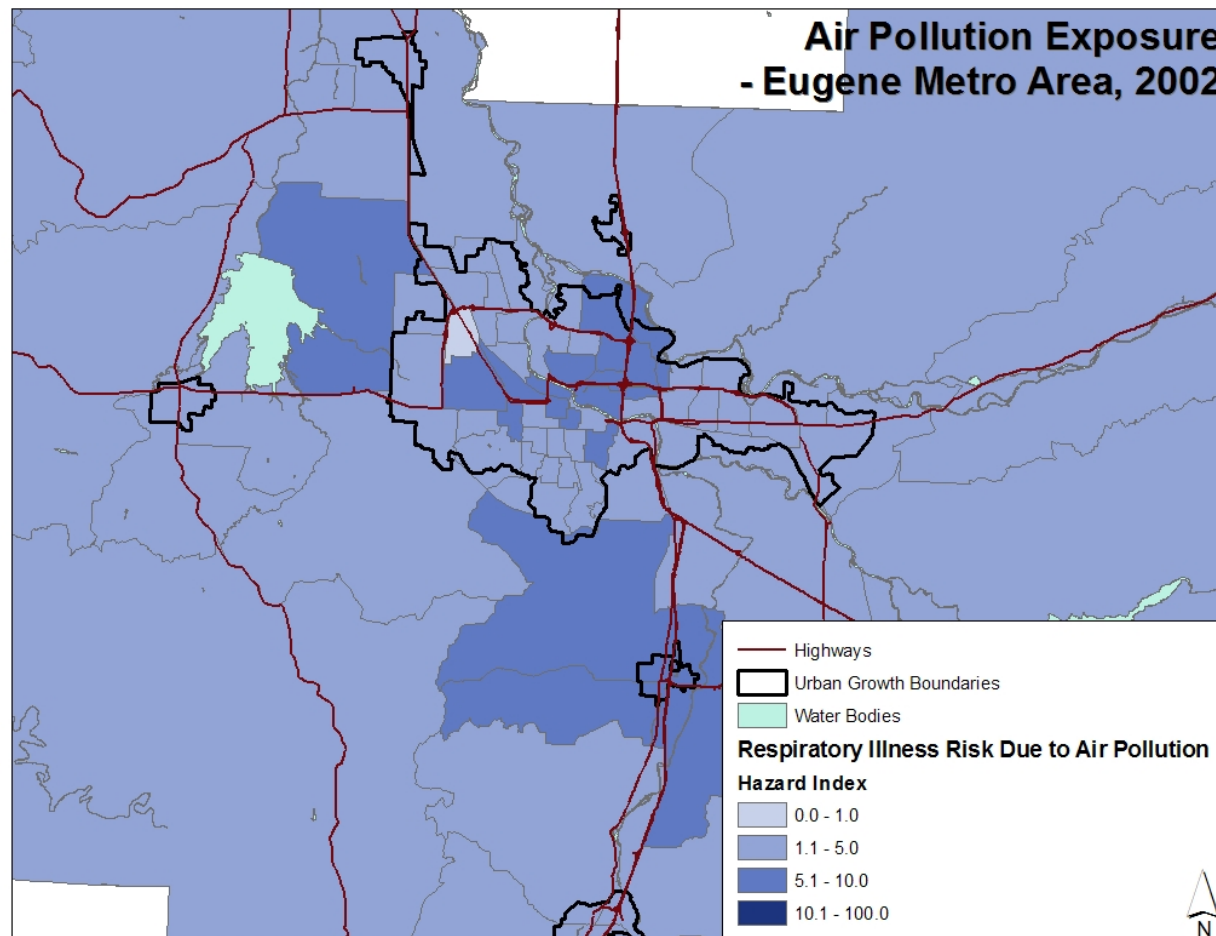 Air Pollution Exposure
- Eugene Metro Area, 2002
Highways
Urban Growth Boundaries
Water Bodies
Respiratory Illness Risk Due to Air Pollution
Hazard Index
0.0 - 1.0
1.1 - 5.0
5.1 - 10.0
10.1 - 100.0
N